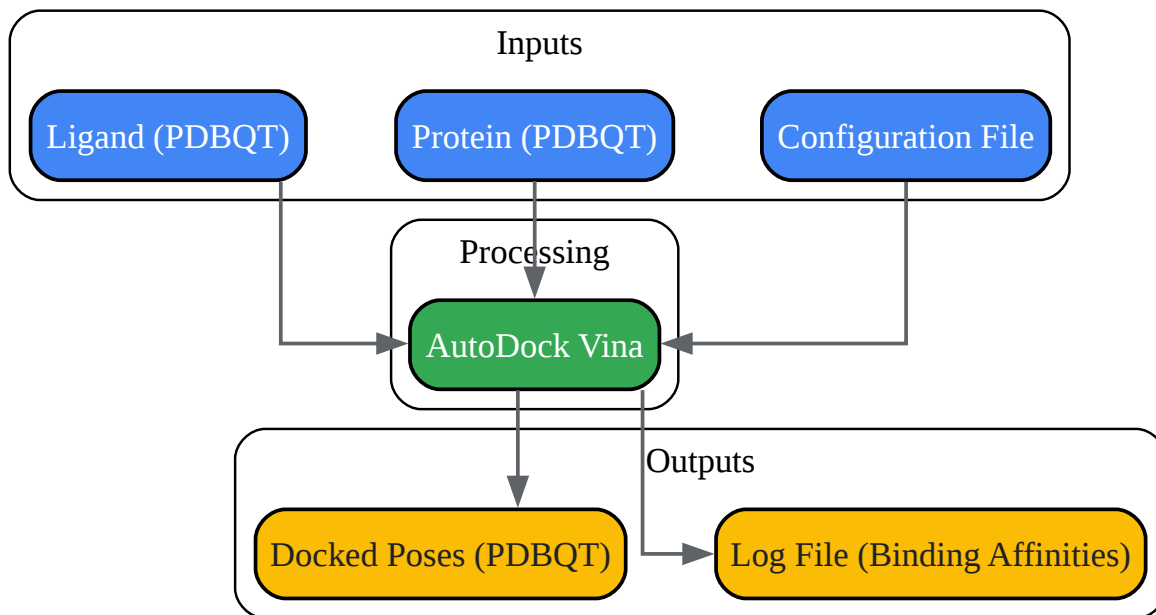 Inputs
Ligand (PDBQT)
Protein (PDBQT)
Configuration File
Processing
AutoDock Vina
Outputs
Docked Poses (PDBQT)
Log File (Binding Affinities)